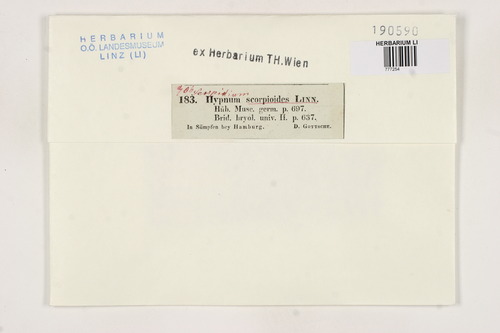 HERBARIUM
O.Ö. LANDESMUSEUM
LINZ (LI)
ex Herbarium TH.Wien
190590
HERBARIUM LI
777254
183. Hypnum scorpioides LINN.
Hüb. Musc. germ. p. 697.
Brid. bryol. univ. II. p. 637.
In Sümpfen bey Hamburg. D. GOTTSCHE.